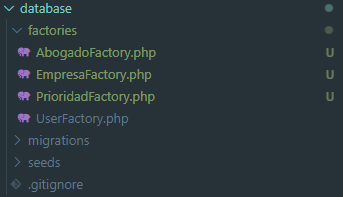 database
factories
AbogadoFactory.php U
EmpresaFactory.php U
PrioridadFactory.php U
UserFactory.php
migrations
seeds
.gitignore